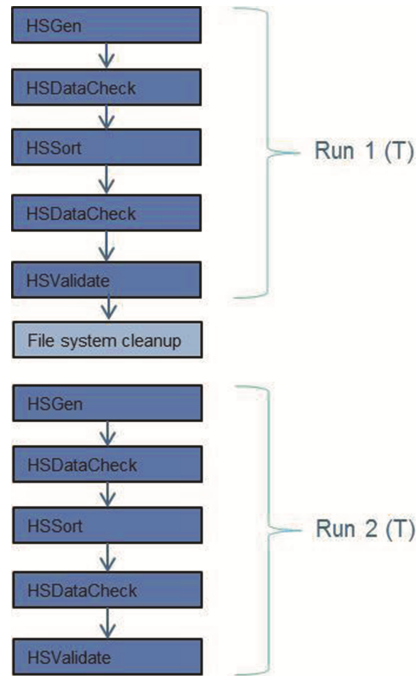 HSGen
HSDataCheck
HSSort
HSDataCheck
HSValidate
Run 1 (T)
File system cleanup
HSGen
HSDataCheck
HSSort
HSDataCheck
HSValidate
Run 2 (T)